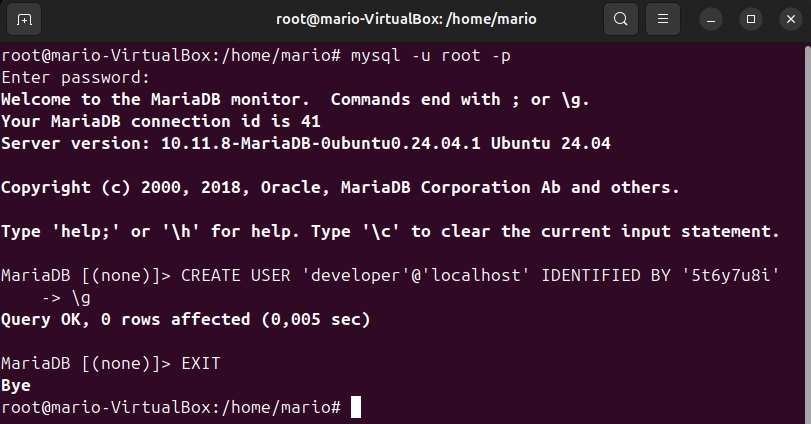 root@mario-VirtualBox: /home/mario
root@mario-VirtualBox:/home/mario# mysql -u root -p
Enter password:
Welcome to the MariaDB monitor.  Commands end with ; or \g.
Your MariaDB connection id is 41
Server version: 10.11.8-MariaDB-0ubuntu0.24.04.1 Ubuntu 24.04
Copyright (c) 2000, 2018, Oracle, MariaDB Corporation Ab and others.
Type 'help;' or '\h' for help. Type '\c' to clear the current input statement.
MariaDB [(none)]> CREATE USER 'developer'@'localhost' IDENTIFIED BY '5t6y7u8i'
    -> \g
Query OK, 0 rows affected (0,005 sec)
MariaDB [(none)]> EXIT
Bye
root@mario-VirtualBox:/home/mario#